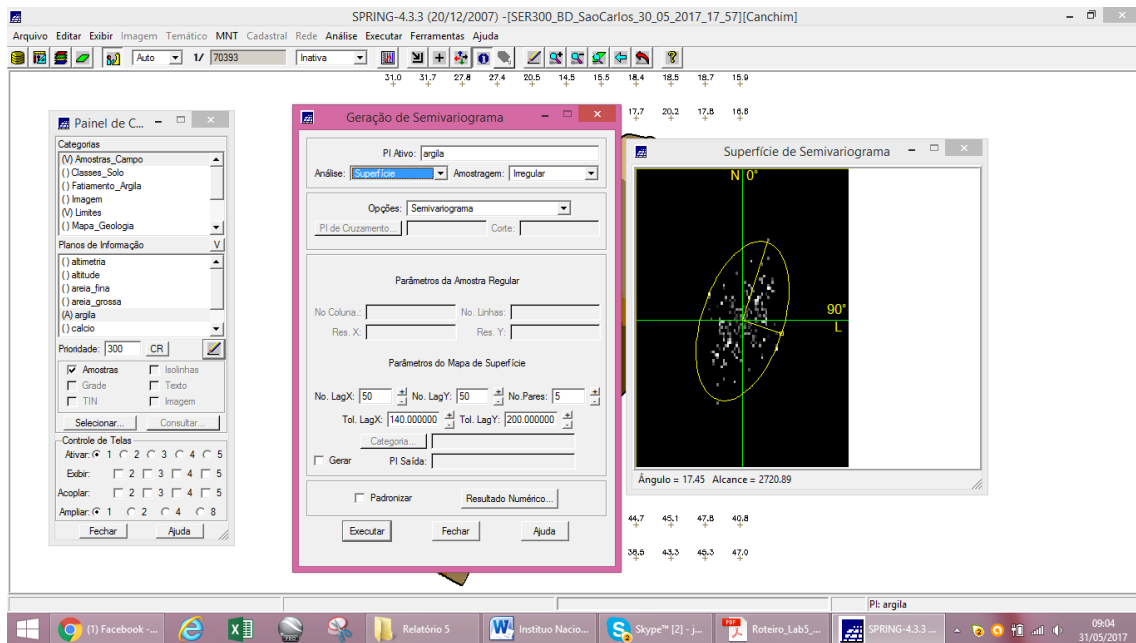 SPRING-4.3.3 (20/12/2007) -[SER300_BD_SaoCarlos_30_05_2017_17_57][Canchim]
Arquivo Editar Exibir Imagem Temático MNT Cadastral Rede Análise Executar Ferramentas Ajuda
Auto 1/ 70393 Inativa
31.0 31.7 27.8 27.4 20.5 14.5 15.5 18.4 18.5 18.7 15.9
17.7 20.2 17.8 16.8
Painel de C...
Categorias
(V) Amostras_Campo
() Classes_Solo
() Fatiamento_Argila
() Imagem
(V) Limites
() Mapa_Geologia
Planos de Informação V
() altimetria
() altitude
() areia_fina
() areia_grossa
(A) argila
() calcio
Prioridade: 300 CR
Amostras Isolinhas
Grade Texto
TIN Imagem
Selecionar... Consultar...
Controle de Telas
Ativar: 1 2 3 4 5
Exibir: 2 3 4 5
Acoplar: 2 3 4 5
Ampliar: 1 2 4 8
Fechar Ajuda
Geração de Semivariograma
PI Ativo: argila
Análise: Superfície Amostragem: Irregular
Opções: Semivariograma
PI de Cruzamento... Corte:
Parâmetros da Amostra Regular
No Coluna.: No. Linhas:
Res. X: Res. Y:
Parâmetros do Mapa de Superfície
No. LagX: 50 No. LagY: 50 No.Pares: 5
Tol. LagX: 140.000000 Tol. LagY: 200.000000
Categoria...
Gerar PI Saída:
Padronizar Resultado Numérico...
Executar Fechar Ajuda
Superfície de Semivariograma
N 0°
90°
L
Ângulo = 17.45 Alcance = 2720.89
44.7 45.1 47.8 40.8
38.6 43.3 45.3 47.0
PI: argila
(1) Facebook -...
Relatório 5
Instituo Nacio...
Skype™ [2] - j...
Roteiro_Lab5_...
SPRING-4.3.3 ...
09:04
31/05/2017